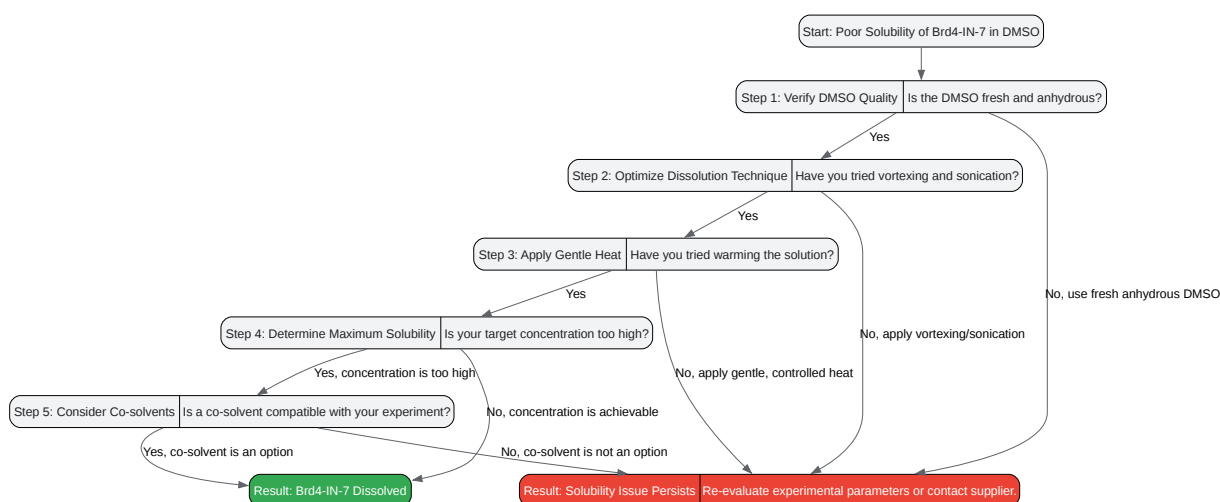 Start: Poor Solubility of Brd4-IN-7 in DMSO
Step 1: Verify DMSO Quality Is the DMSO fresh and anhydrous?
Yes
Step 2: Optimize Dissolution Technique Have you tried vortexing and sonication?
Yes
Step 3: Apply Gentle Heat Have you tried warming the solution?
Yes
No, use fresh anhydrous DMSO
Step 4: Determine Maximum Solubility Is your target concentration too high?
No, apply vortexing/sonication
Yes, concentration is too high
No, apply gentle, controlled heat
Step 5: Consider Co-solvents Is a co-solvent compatible with your experiment?
No, concentration is achievable
Yes, co-solvent is an option
No, co-solvent is not an option
Result: Brd4-IN-7 Dissolved
Result: Solubility Issue Persists Re-evaluate experimental parameters or contact supplier.